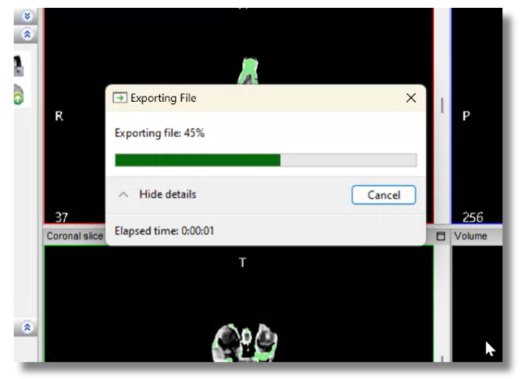 Exporting File
R
Exporting file: 45%
P
Hide details
Cancel
37
Elapsed time: 0:00:01
256
Coronal slice
Volume
T